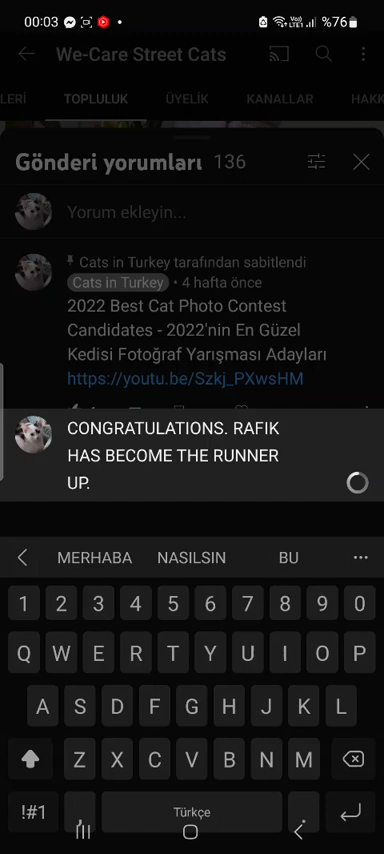 00:03 LTE1 %76
We-Care Street Cats
LERİ TOPLULUK ÜYELİK KANALLAR HAKK
Gönderi yorumları 136
Yorum ekleyin...
Cats in Turkey tarafından sabitlendi
Cats in Turkey • 4 hafta önce
2022 Best Cat Photo Contest
Candidates - 2022'nin En Güzel
Kedisi Fotoğraf Yarışması Adayları
https://youtu.be/Szkj_PXwsHM
CONGRATULATIONS. RAFIK
HAS BECOME THE RUNNER
UP.
MERHABA NASILSIN BU ...
1 2 3 4 5 6 7 8 9 0
Q W E R T Y U I O P
A S D F G H J K L
Z X C V B N M
!#1 , Türkçe .